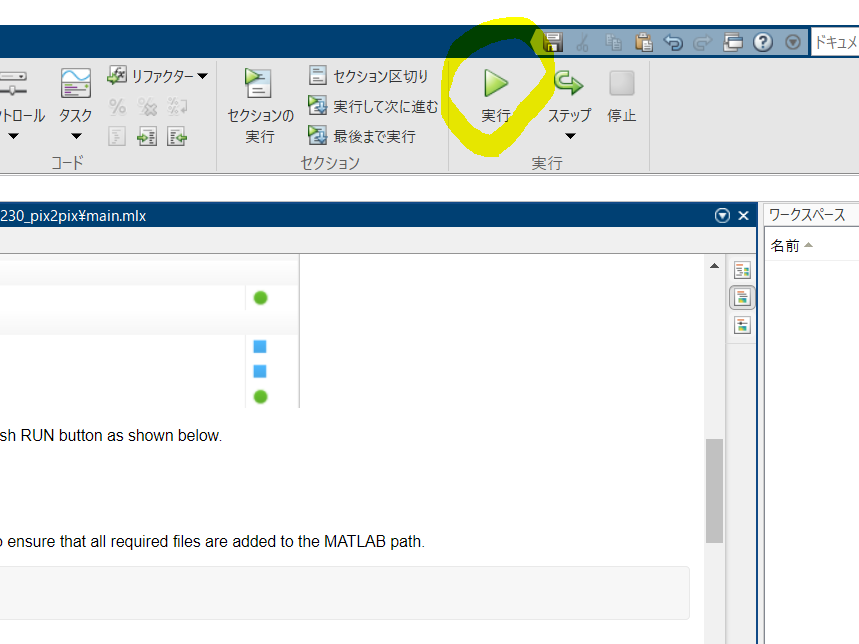 ドキュメ
リファクター
トロール
タスク
コード
セクションの
実行
セクション区切り
実行して次に進む
最後まで実行
セクション
実行
ステップ
停止
実行
230_pix2pix¥main.mlx
ワークスペース
名前
sh RUN button as shown below.
ensure that all required files are added to the MATLAB path.